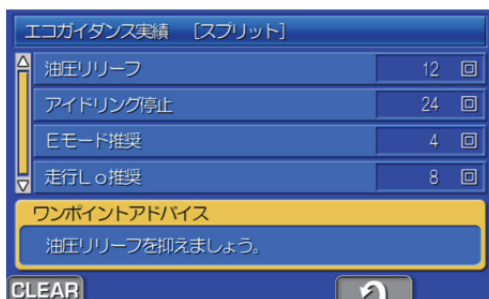 エコガイダンス実績 [スプリット]
油圧リリーフ 12 回
アイドリング停止 24 回
Eモード推奨 4 回
走行Lo推奨 8 回
ワンポイントアドバイス
油圧リリーフを抑えましょう。
CLEAR